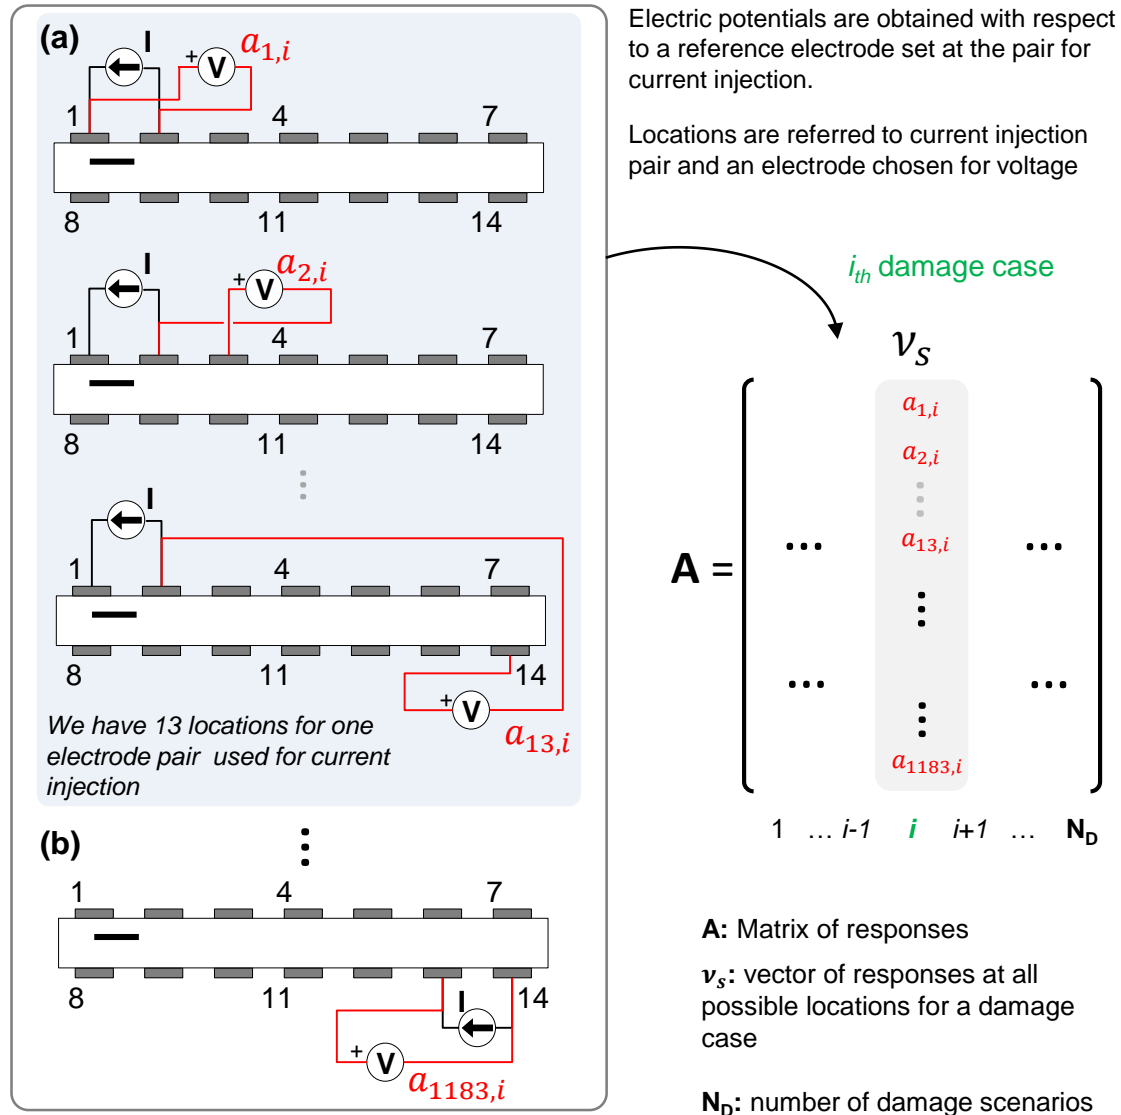 (a)
I
+
V
a1,i
1
4
7
8
11
14
I
+
V
a2,i
1
4
7
8
11
14
⋮
I
1
4
7
8
11
14
+
V
a13,i
We have 13 locations for one
electrode pair used for current
injection
(b)
⋮
1
4
7
8
11
14
I
+
V
a1183,i
Electric potentials are obtained with respect
to a reference electrode set at the pair for
current injection.
Locations are referred to current injection
pair and an electrode chosen for voltage
ith damage case
νs
a1,i
a2,i
⋮
... a13,i ...
A =
⋮
... ...
⋮
a1183,i
1 … i-1 i i+1 … ND
A: Matrix of responses
νs: vector of responses at all
possible locations for a damage
case
ND: number of damage scenarios